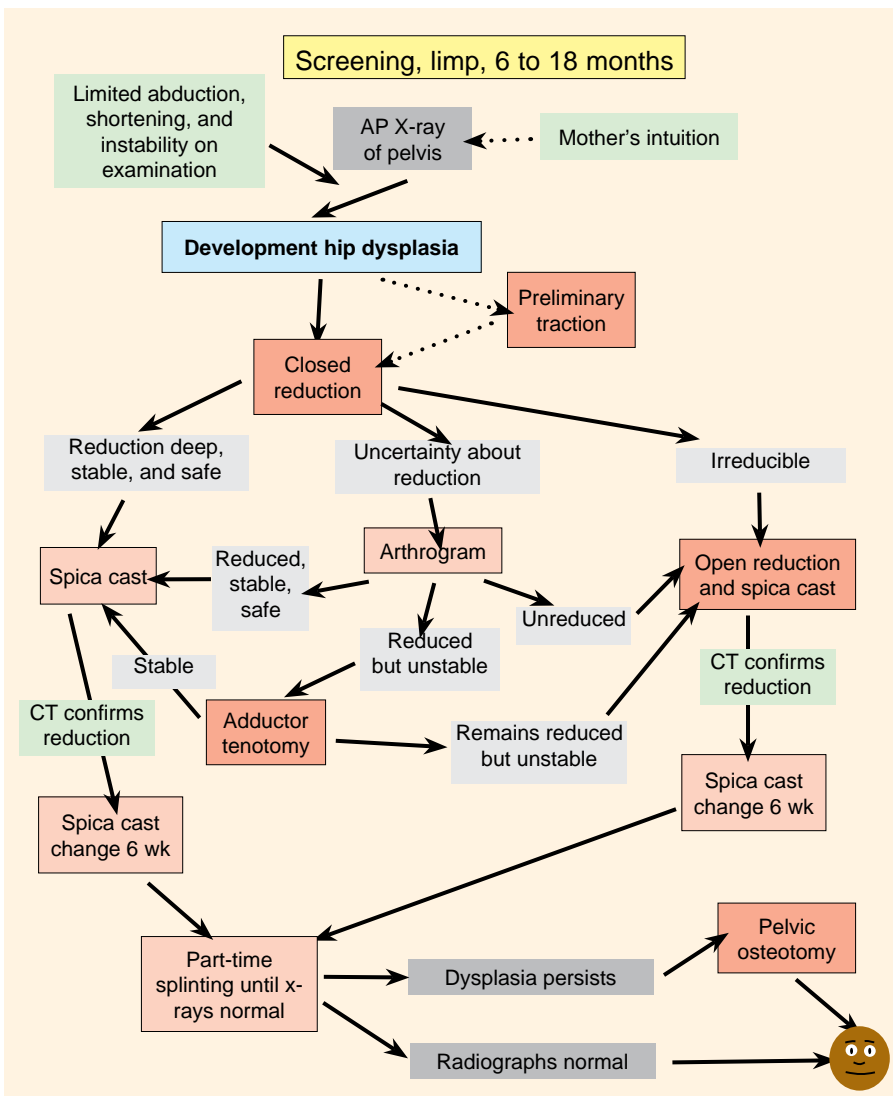 Screening, limp, 6 to 18 months
Limited abduction,
shortening, and
instability on
examination
AP X-ray
of pelvis
Mother’s intuition
Development hip dysplasia
Preliminary
traction
Closed
reduction
Reduction deep,
stable, and safe
Uncertainty about
reduction
Irreducible
Spica cast
Reduced,
stable,
safe
Arthrogram
Open reduction
and spica cast
Unreduced
Reduced
but unstable
Stable
CT confirms
reduction
CT confirms
reduction
Adductor
tenotomy
Remains reduced
but unstable
Spica cast
change 6 wk
Spica cast
change 6 wk
Part-time
splinting until x-
rays normal
Dysplasia persists
Pelvic
osteotomy
Radiographs normal